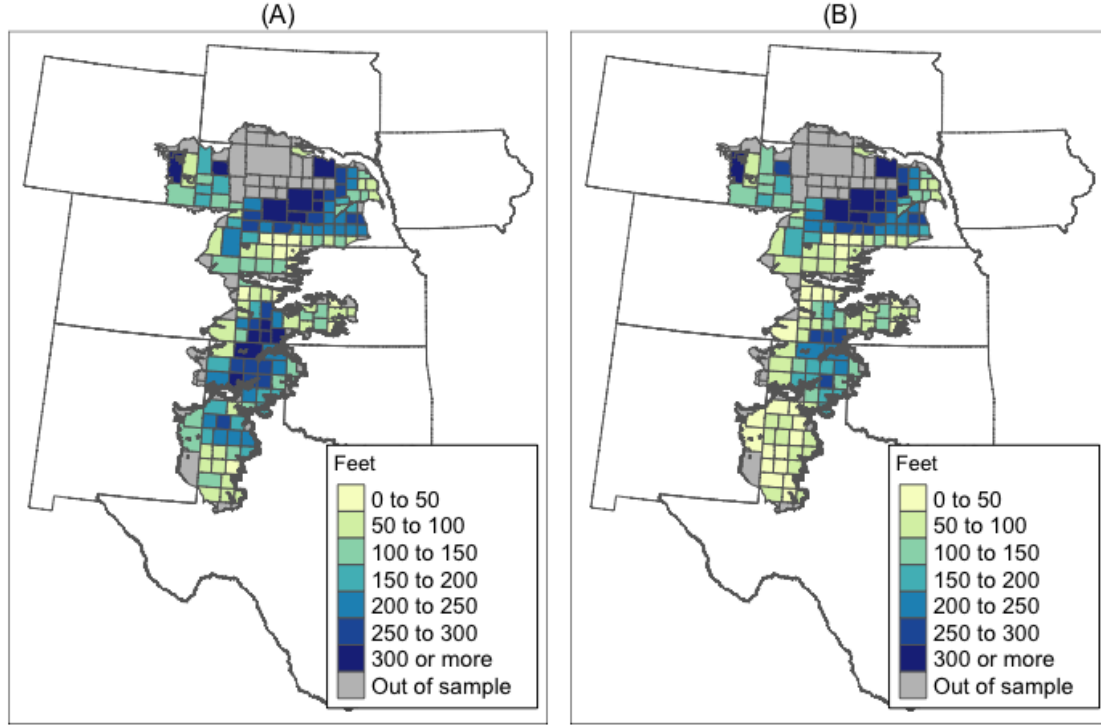 (A)
Feet
0 to 50
50 to 100
100 to 150
150 to 200
200 to 250
250 to 300
300 or more
Out of sample
(B)
Feet
0 to 50
50 to 100
100 to 150
150 to 200
200 to 250
250 to 300
300 or more
Out of sample